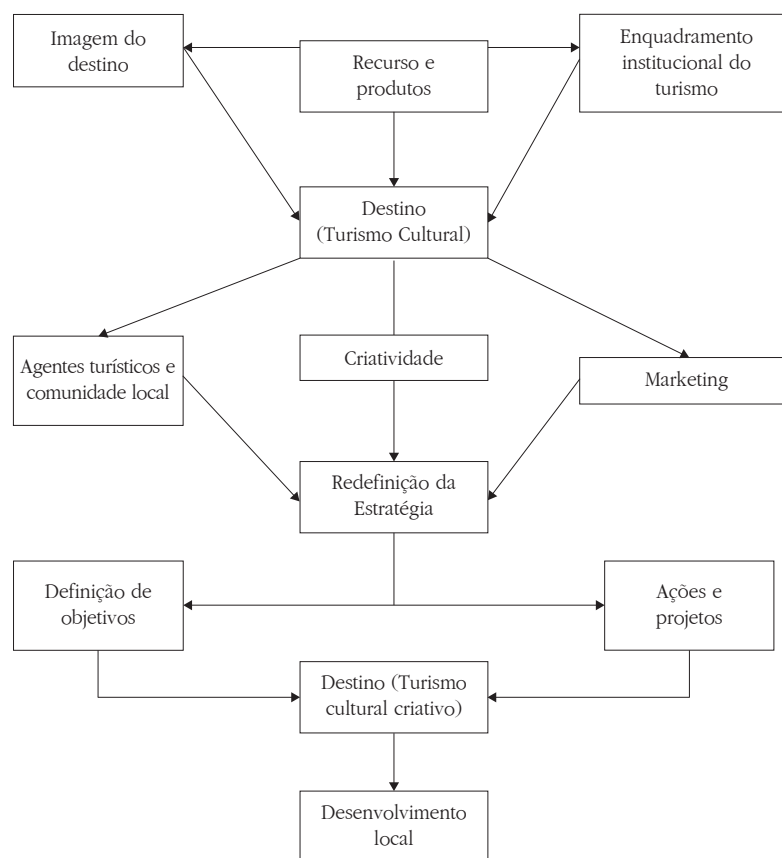 Imagem do
destino
Recurso e
produtos
Enquadramento
institucional do
turismo
Destino
(Turismo Cultural)
Agentes turísticos e
comunidade local
Criatividade
Marketing
Redefinição da
Estratégia
Definição de
objetivos
Ações e
projetos
Destino (Turismo
cultural criativo)
Desenvolvimento
local